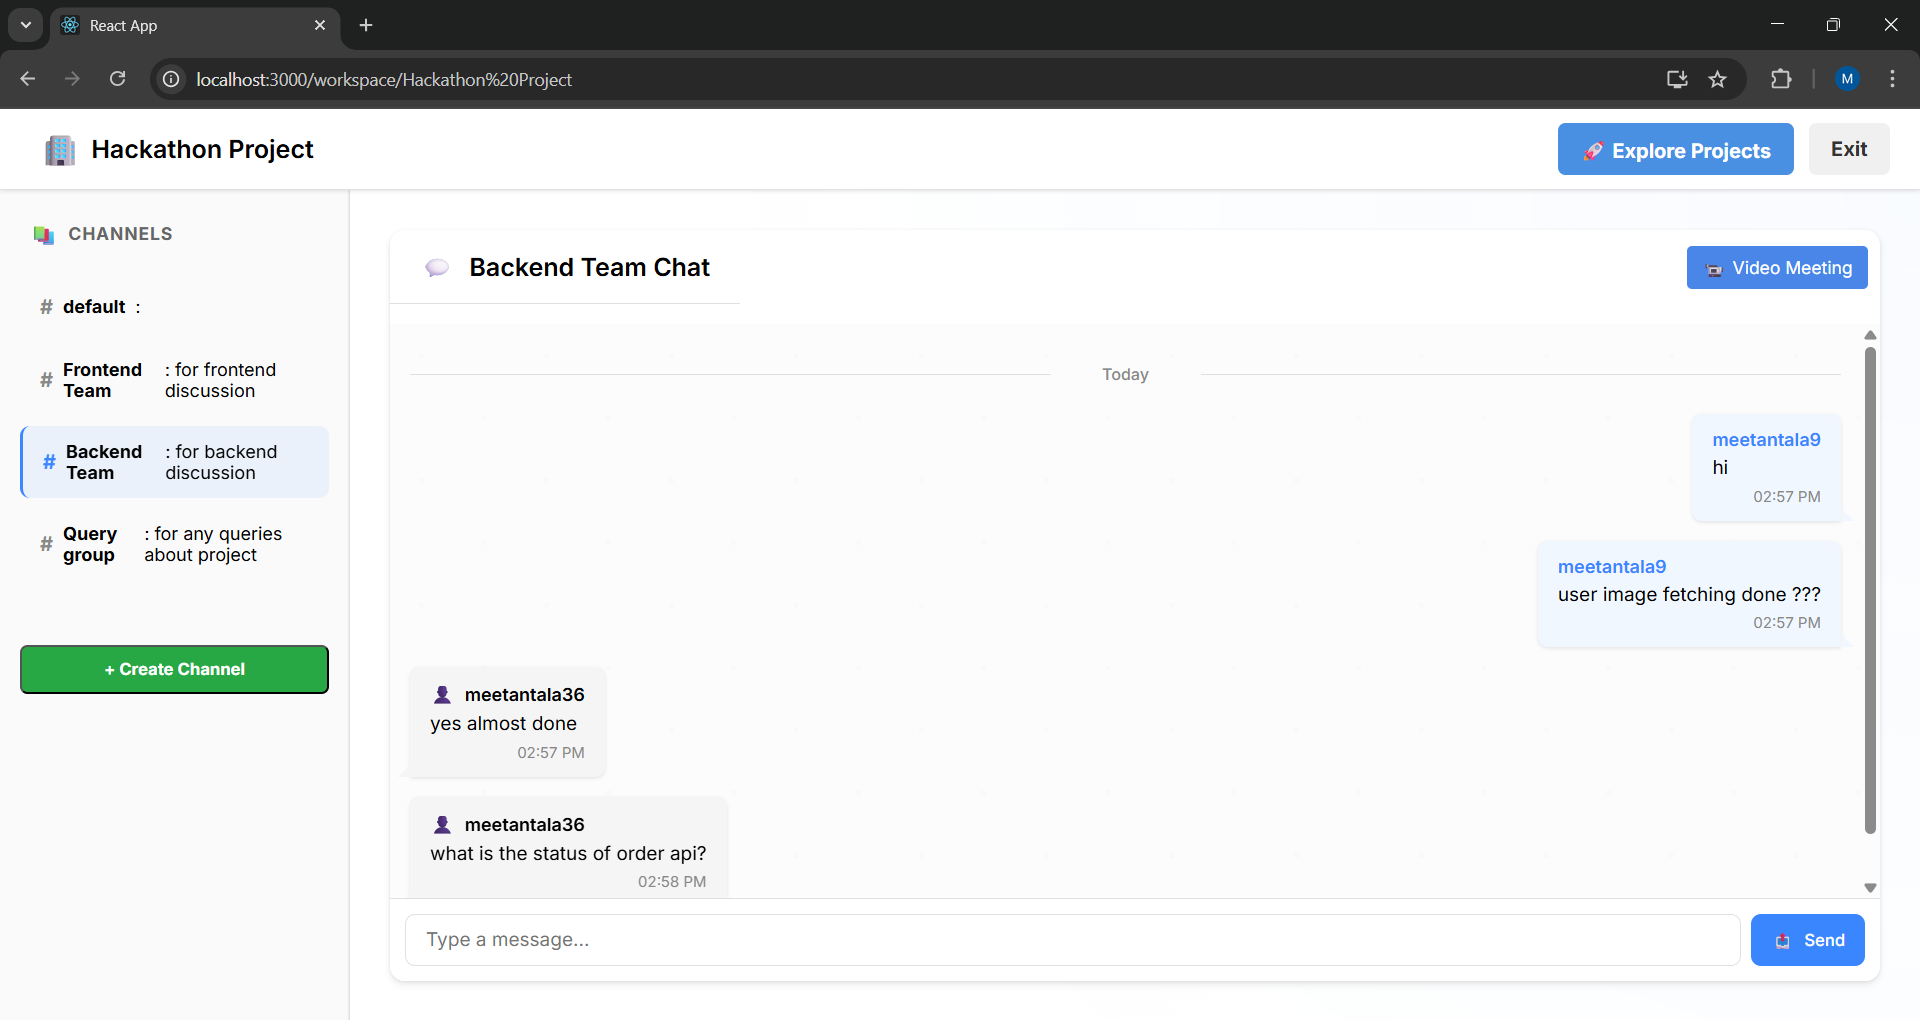 React App
localhost:3000/workspace/Hackathon%20Project
M
Hackathon Project
Explore Projects
Exit
CHANNELS
# default :
# Frontend Team : for frontend discussion
# Backend Team : for backend discussion
# Query group : for any queries about project
+ Create Channel
Backend Team Chat
Video Meeting
Today
meetantala9
hi
02:57 PM
meetantala9
user image fetching done ???
02:57 PM
meetantala36
yes almost done
02:57 PM
meetantala36
what is the status of order api?
02:58 PM
Type a message...
Send